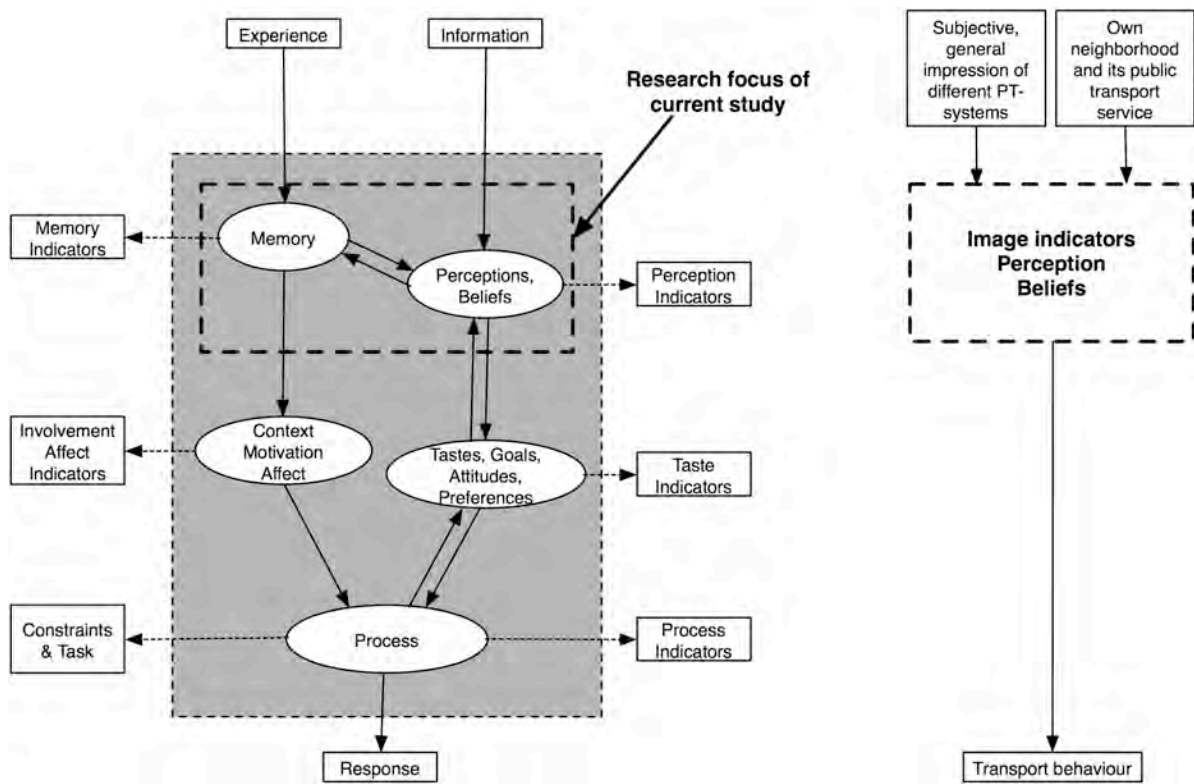 Experience
Information
Research focus of
current study
Memory
Indicators
Memory
Perceptions,
Beliefs
Perception
Indicators
Involvement
Affect
Indicators
Context
Motivation
Affect
Tastes, Goals,
Attitudes,
Preferences
Taste
Indicators
Constraints
& Task
Process
Process
Indicators
Response
Subjective,
general
impression of
different PT-
systems
Own
neighborhood
and its public
transport
service
Image indicators
Perception
Beliefs
Transport behaviour